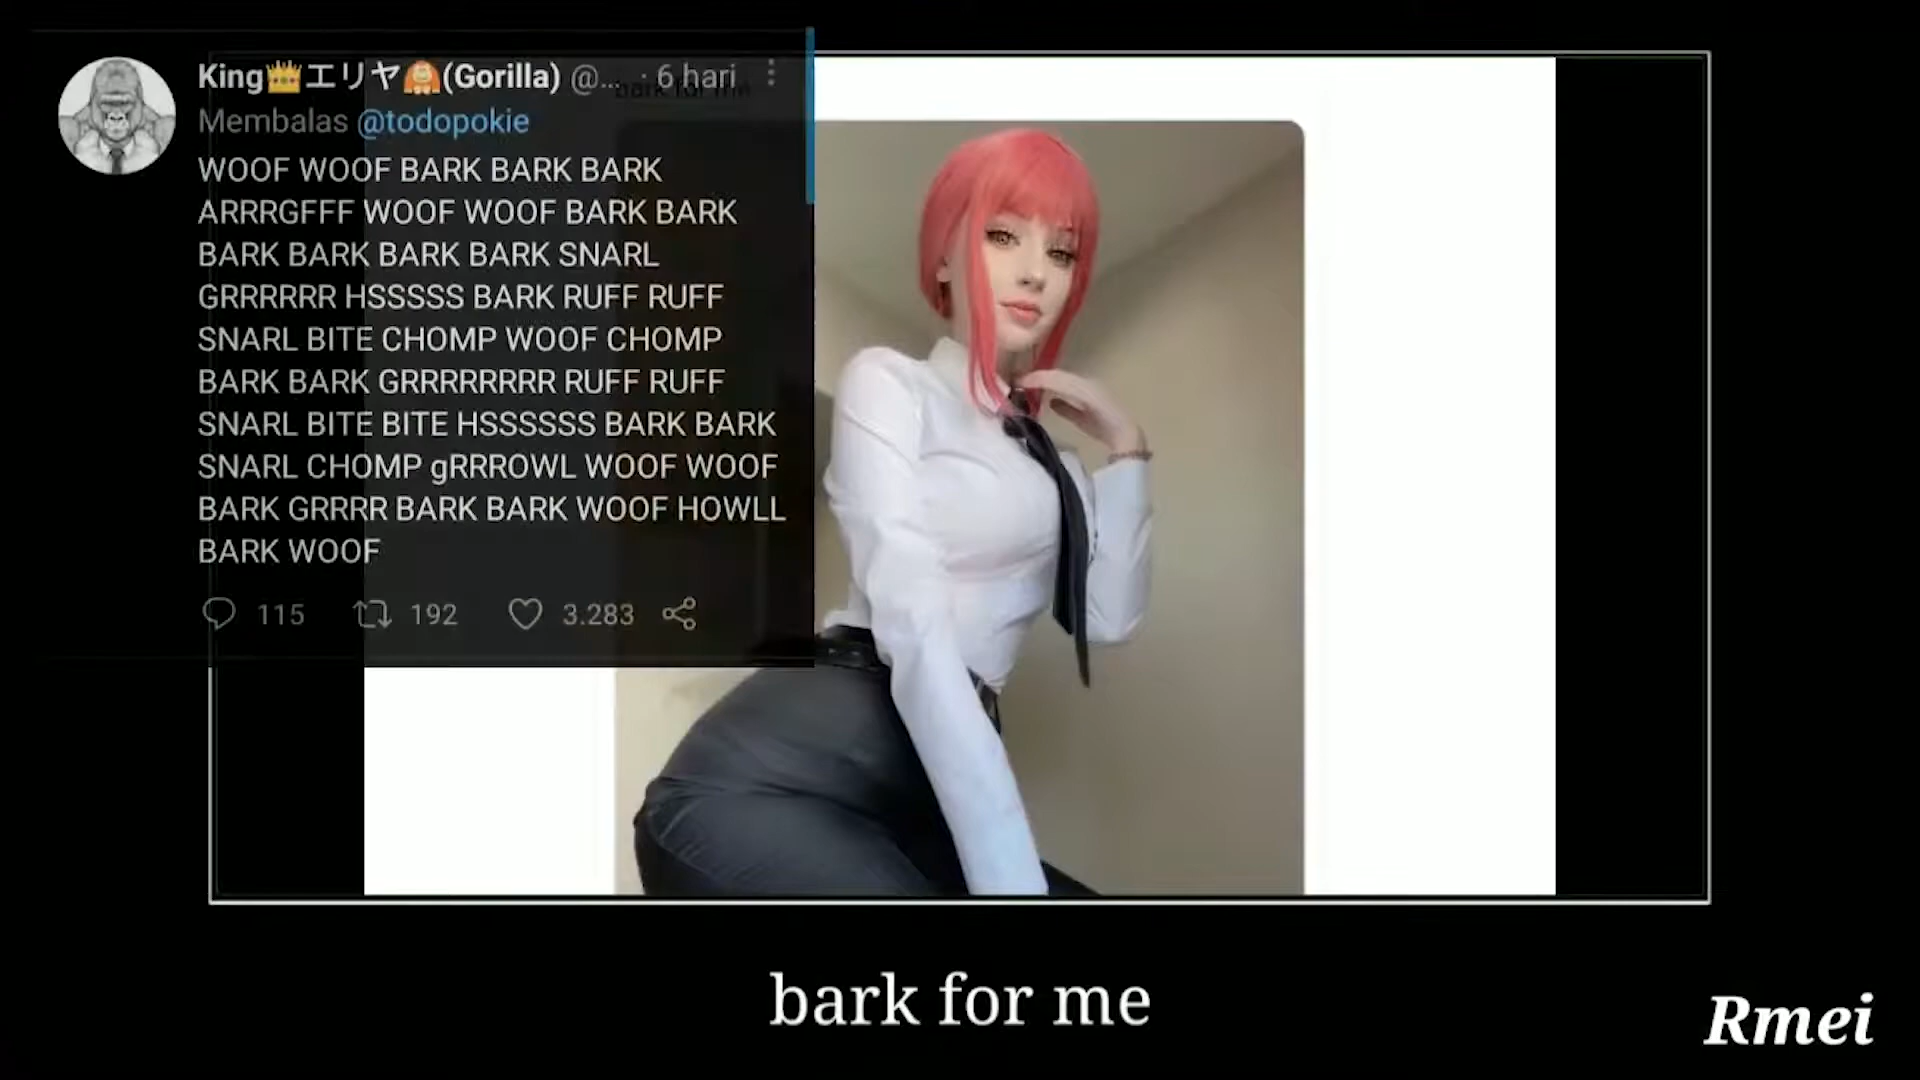 King👑エリヤ🦧(Gorilla) @... · 6 hari
Membalas @todopokie
WOOF WOOF BARK BARK BARK
ARRRGFFF WOOF WOOF BARK BARK
BARK BARK BARK BARK SNARL
GRRRRRR HSSSSS BARK RUFF RUFF
SNARL BITE CHOMP WOOF CHOMP
BARK BARK GRRRRRRRR RUFF RUFF
SNARL BITE BITE HSSSSSS BARK BARK
SNARL CHOMP gRRROWL WOOF WOOF
BARK GRRRR BARK BARK WOOF HOWLL
BARK WOOF
115 192 3.283
bark for me
bark for me
Rmei